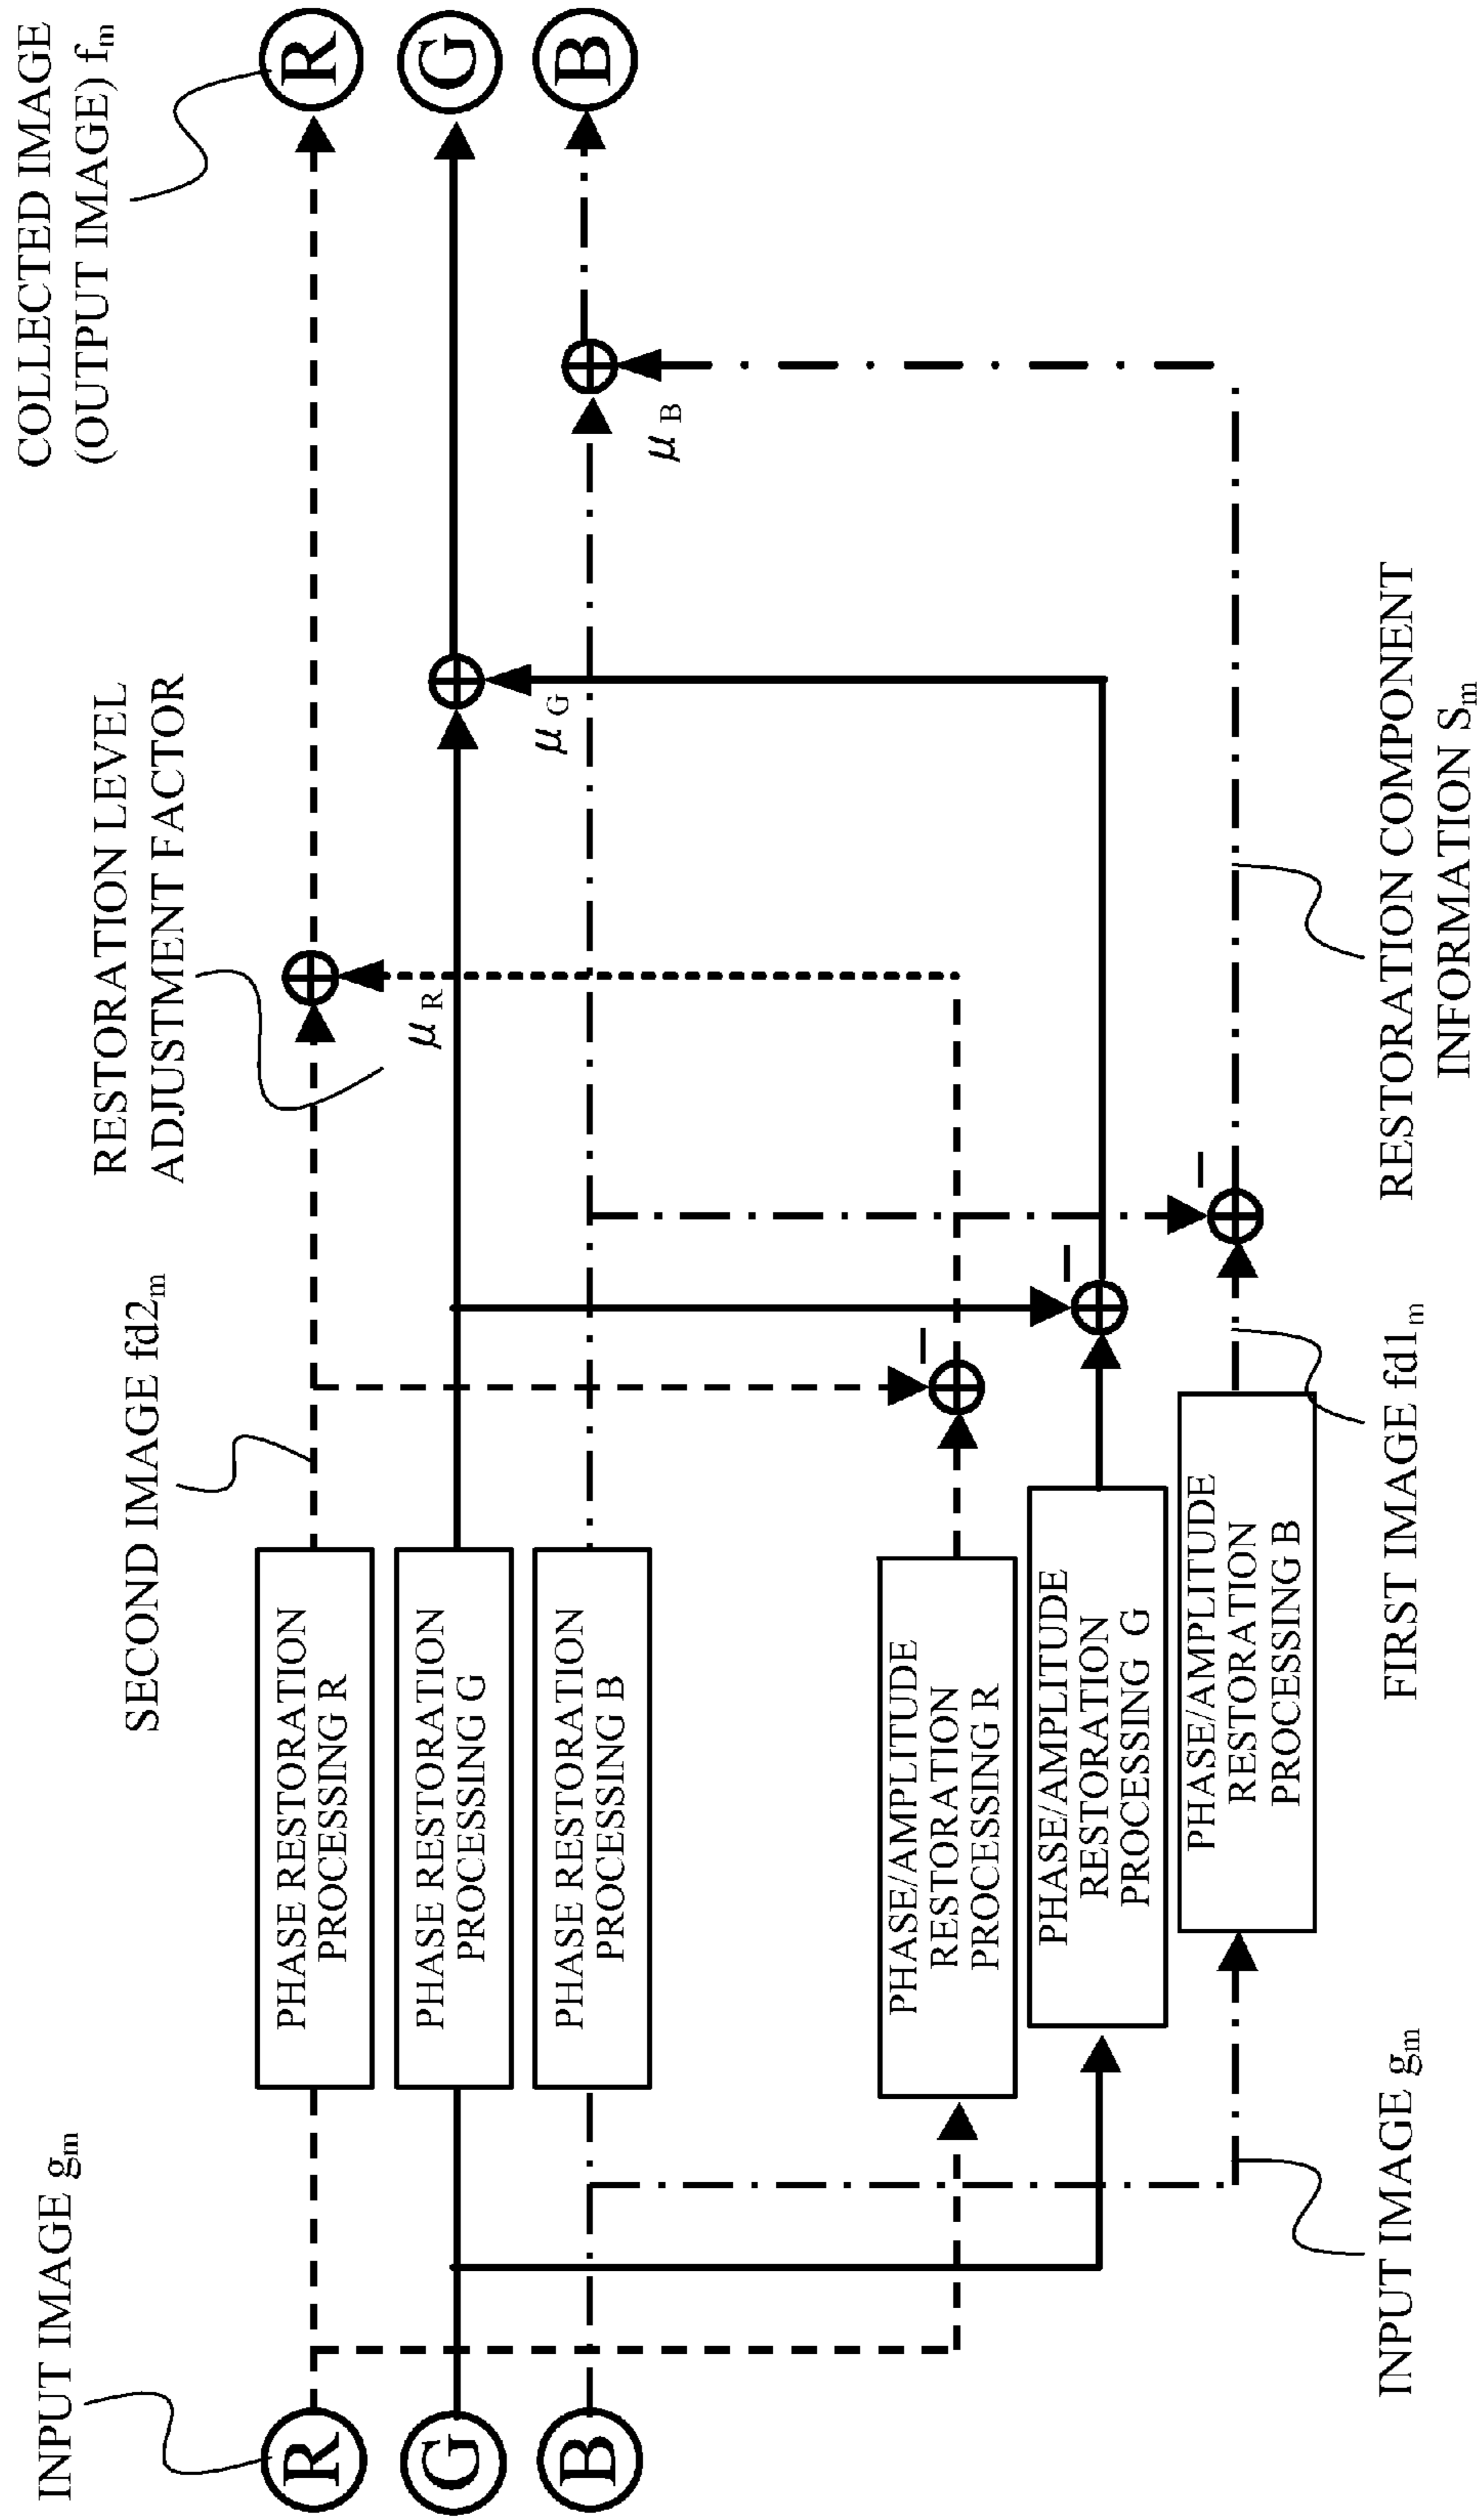 INPUT IMAGE gm
SECOND IMAGE fd2m
RESTORATION LEVEL
ADJUSTMENT FACTOR
COLLECTED IMAGE
(OUTPUT IMAGE) fm
R
G
B
PHASE RESTORATION
PROCESSING R
PHASE RESTORATION
PROCESSING G
PHASE RESTORATION
PROCESSING B
μR
μG
μB
R
G
B
PHASE/AMPLITUDE
RESTORATION
PROCESSING R
PHASE/AMPLITUDE
RESTORATION
PROCESSING G
PHASE/AMPLITUDE
RESTORATION
PROCESSING B
−
−
−
INPUT IMAGE gm
FIRST IMAGE fd1m
RESTORATION COMPONENT
INFORMATION Sm